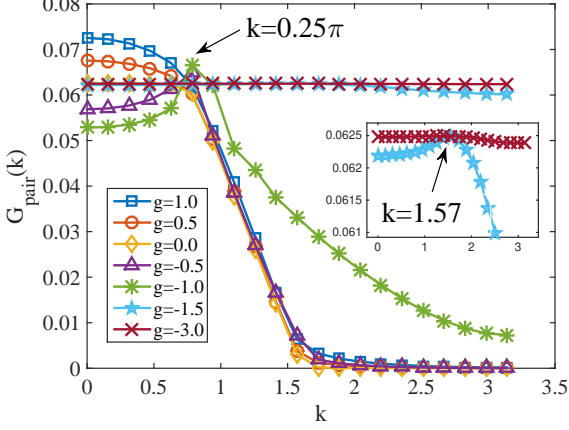 0.08
0.07
0.06
0.05
0.04
0.03
0.02
0.01
0
G_pair(k)
k=0.25π
g=1.0
g=0.5
g=0.0
g=-0.5
g=-1.0
g=-1.5
g=-3.0
0.0625
0.062
0.0615
0.061
0 1 2 3
k=1.57
0 0.5 1 1.5 2 2.5 3 3.5
k